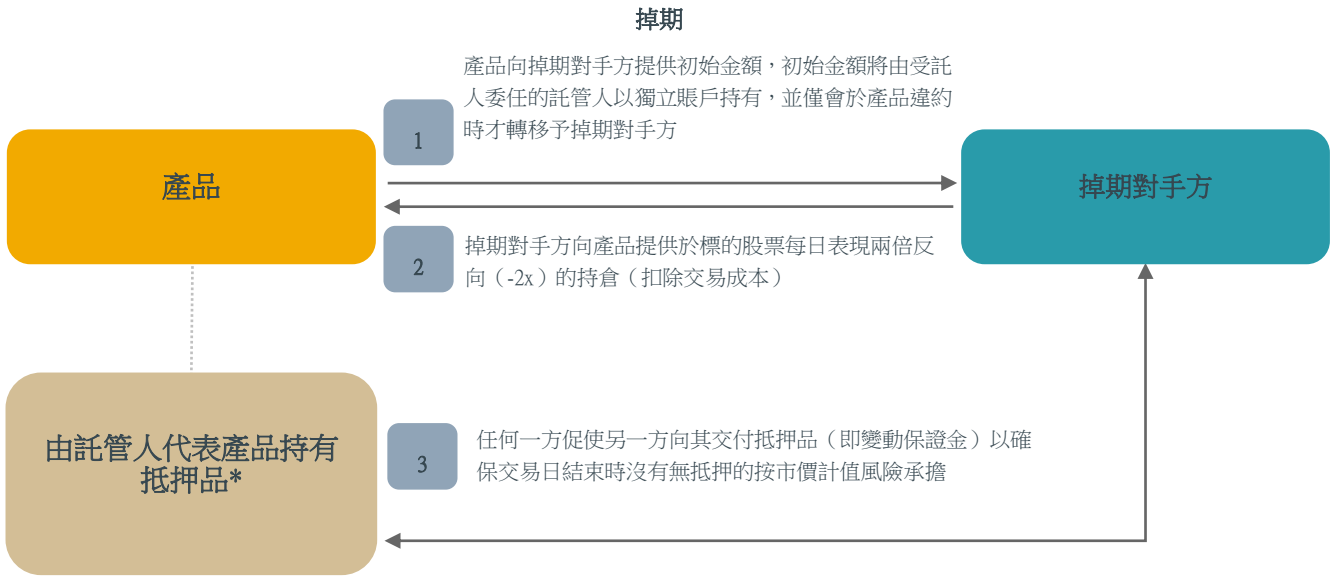 掉期
產品向掉期對手方提供初始金額，初始金額將由受託
人委任的託管人以獨立賬戶持有，並僅會於產品違約
時才轉移予掉期對手方
1
產品
掉期對手方
2
掉期對手方向產品提供於標的股票每日表現兩倍反
向（-2x）的持倉（扣除交易成本）
由託管人代表產品持有
抵押品*
3
任何一方促使另一方向其交付抵押品（即變動保證金）以確
保交易日結束時沒有無抵押的按市價計值風險承擔